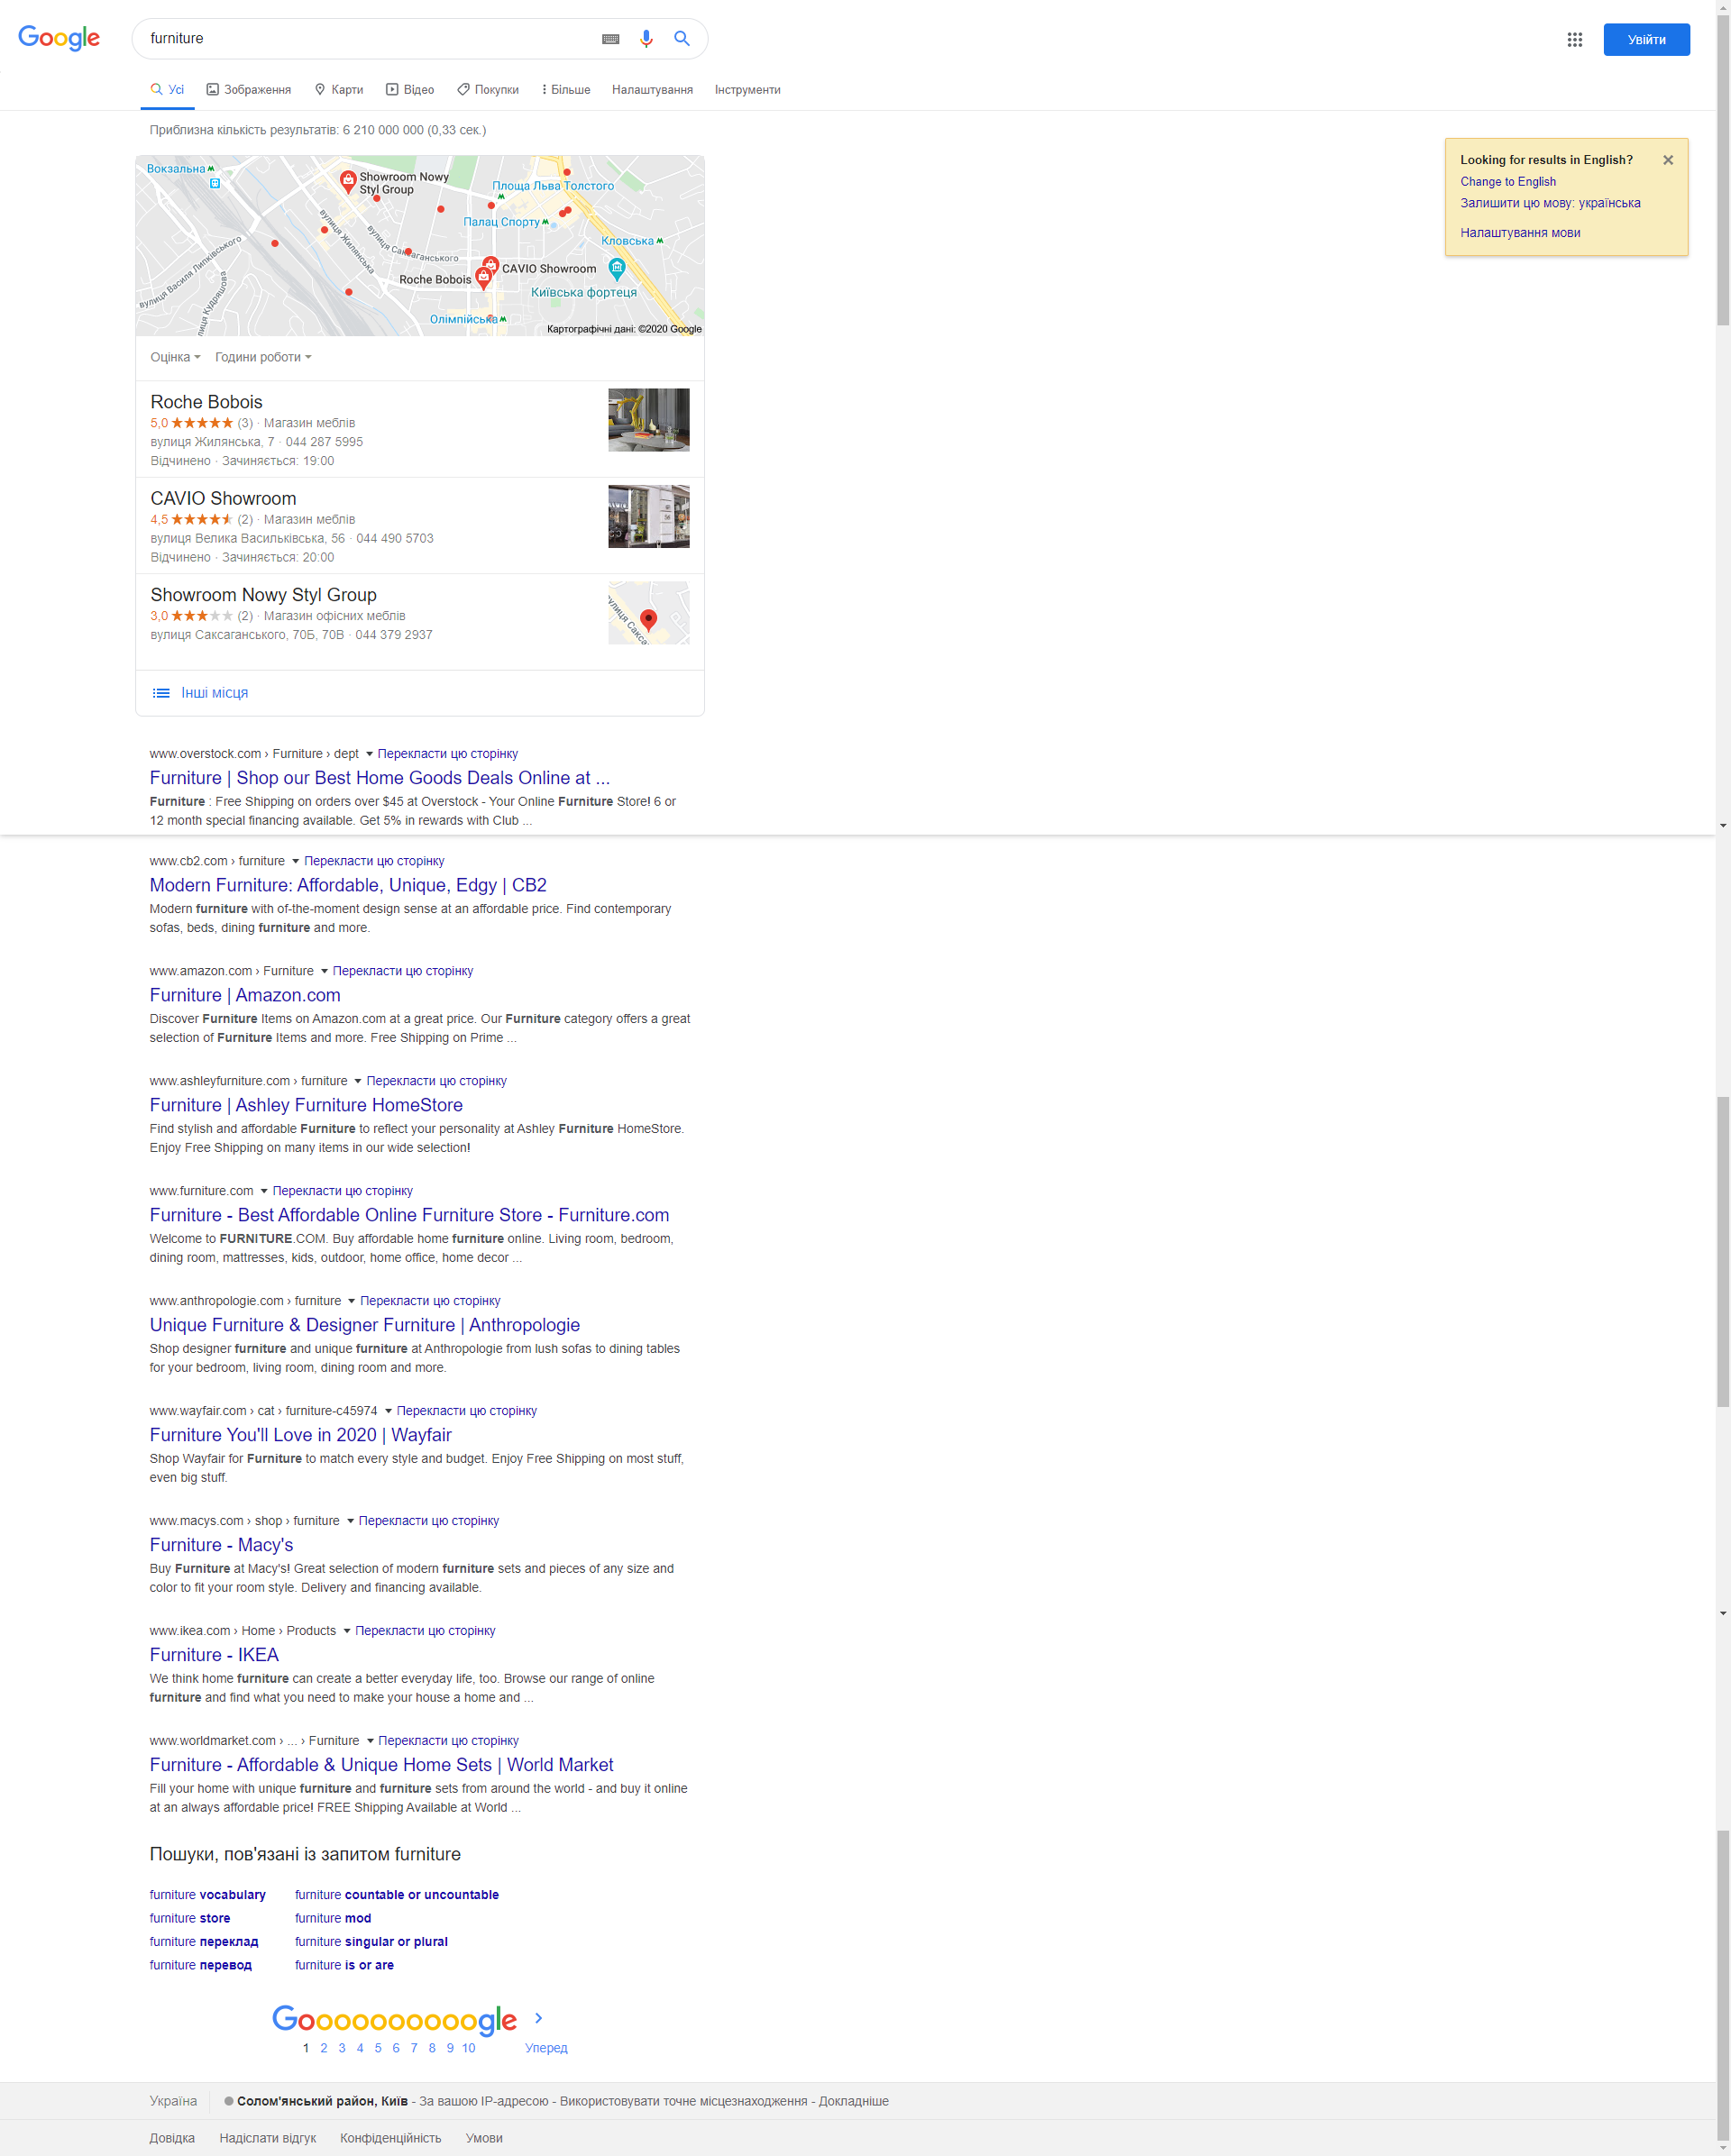 Google
furniture
Увійти
Усі Зображення Карти Відео Покупки Більше Налаштування Інструменти
Приблизна кількість результатів: 6 210 000 000 (0,33 сек.)
Looking for results in English?
Change to English
Залишити цю мову: українська
Налаштування мови
Вокзальна
Showroom Nowy
Styl Group
Площа Льва Толстого
Палац Спорту
вулиця Жилянська
вулиця Саксаганського
Кловська
вулиця Василя Липківського
CAVIO Showroom
Roche Bobois
Київська фортеця
Олімпійська
Картографічні дані: ©2020 Google
Оцінка Години роботи
Roche Bobois
5,0 (3) · Магазин меблів
вулиця Жилянська, 7 · 044 287 5995
Відчинено · Зачиняється: 19:00
CAVIO Showroom
4,5 (2) · Магазин меблів
вулиця Велика Васильківська, 56 · 044 490 5703
Відчинено · Зачиняється: 20:00
Showroom Nowy Styl Group
3,0 (2) · Магазин офісних меблів
вулиця Саксаганського, 70Б, 70В · 044 379 2937
Інші місця
www.overstock.com › Furniture › dept Перекласти цю сторінку
Furniture | Shop our Best Home Goods Deals Online at ...
Furniture : Free Shipping on orders over $45 at Overstock - Your Online Furniture Store! 6 or
12 month special financing available. Get 5% in rewards with Club ...
www.cb2.com › furniture Перекласти цю сторінку
Modern Furniture: Affordable, Unique, Edgy | CB2
Modern furniture with of-the-moment design sense at an affordable price. Find contemporary
sofas, beds, dining furniture and more.
www.amazon.com › Furniture Перекласти цю сторінку
Furniture | Amazon.com
Discover Furniture Items on Amazon.com at a great price. Our Furniture category offers a great
selection of Furniture Items and more. Free Shipping on Prime ...
www.ashleyfurniture.com › furniture Перекласти цю сторінку
Furniture | Ashley Furniture HomeStore
Find stylish and affordable Furniture to reflect your personality at Ashley Furniture HomeStore.
Enjoy Free Shipping on many items in our wide selection!
www.furniture.com Перекласти цю сторінку
Furniture - Best Affordable Online Furniture Store - Furniture.com
Welcome to FURNITURE.COM. Buy affordable home furniture online. Living room, bedroom,
dining room, mattresses, kids, outdoor, home office, home decor ...
www.anthropologie.com › furniture Перекласти цю сторінку
Unique Furniture & Designer Furniture | Anthropologie
Shop designer furniture and unique furniture at Anthropologie from lush sofas to dining tables
for your bedroom, living room, dining room and more.
www.wayfair.com › cat › furniture-c45974 Перекласти цю сторінку
Furniture You'll Love in 2020 | Wayfair
Shop Wayfair for Furniture to match every style and budget. Enjoy Free Shipping on most stuff,
even big stuff.
www.macys.com › shop › furniture Перекласти цю сторінку
Furniture - Macy's
Buy Furniture at Macy's! Great selection of modern furniture sets and pieces of any size and
color to fit your room style. Delivery and financing available.
www.ikea.com › Home › Products Перекласти цю сторінку
Furniture - IKEA
We think home furniture can create a better everyday life, too. Browse our range of online
furniture and find what you need to make your house a home and ...
www.worldmarket.com › ... › Furniture Перекласти цю сторінку
Furniture - Affordable & Unique Home Sets | World Market
Fill your home with unique furniture and furniture sets from around the world - and buy it online
at an always affordable price! FREE Shipping Available at World ...
Пошуки, пов'язані із запитом furniture
furniture vocabulary furniture countable or uncountable
furniture store furniture mod
furniture переклад furniture singular or plural
furniture перевод furniture is or are
Goooooooooogle
1 2 3 4 5 6 7 8 9 10 Уперед
Україна Солом'янський район, Київ - За вашою IP-адресою - Використовувати точне місцезнаходження - Докладніше
Довідка Надіслати відгук Конфіденційність Умови